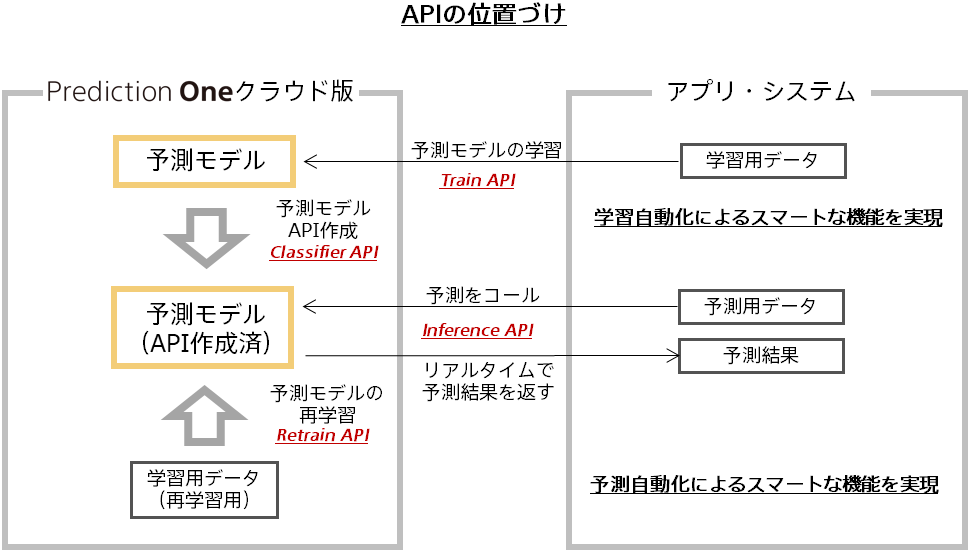 APIの位置づけ
Prediction Oneクラウド版
アプリ・システム
予測モデル
予測モデルの学習
Train API
学習用データ
予測モデル
API作成
Classifier API
学習自動化によるスマートな機能を実現
予測モデル
（API作成済）
予測をコール
Inference API
予測用データ
リアルタイムで
予測結果を返す
予測結果
予測モデルの
再学習
Retrain API
学習用データ
（再学習用）
予測自動化によるスマートな機能を実現